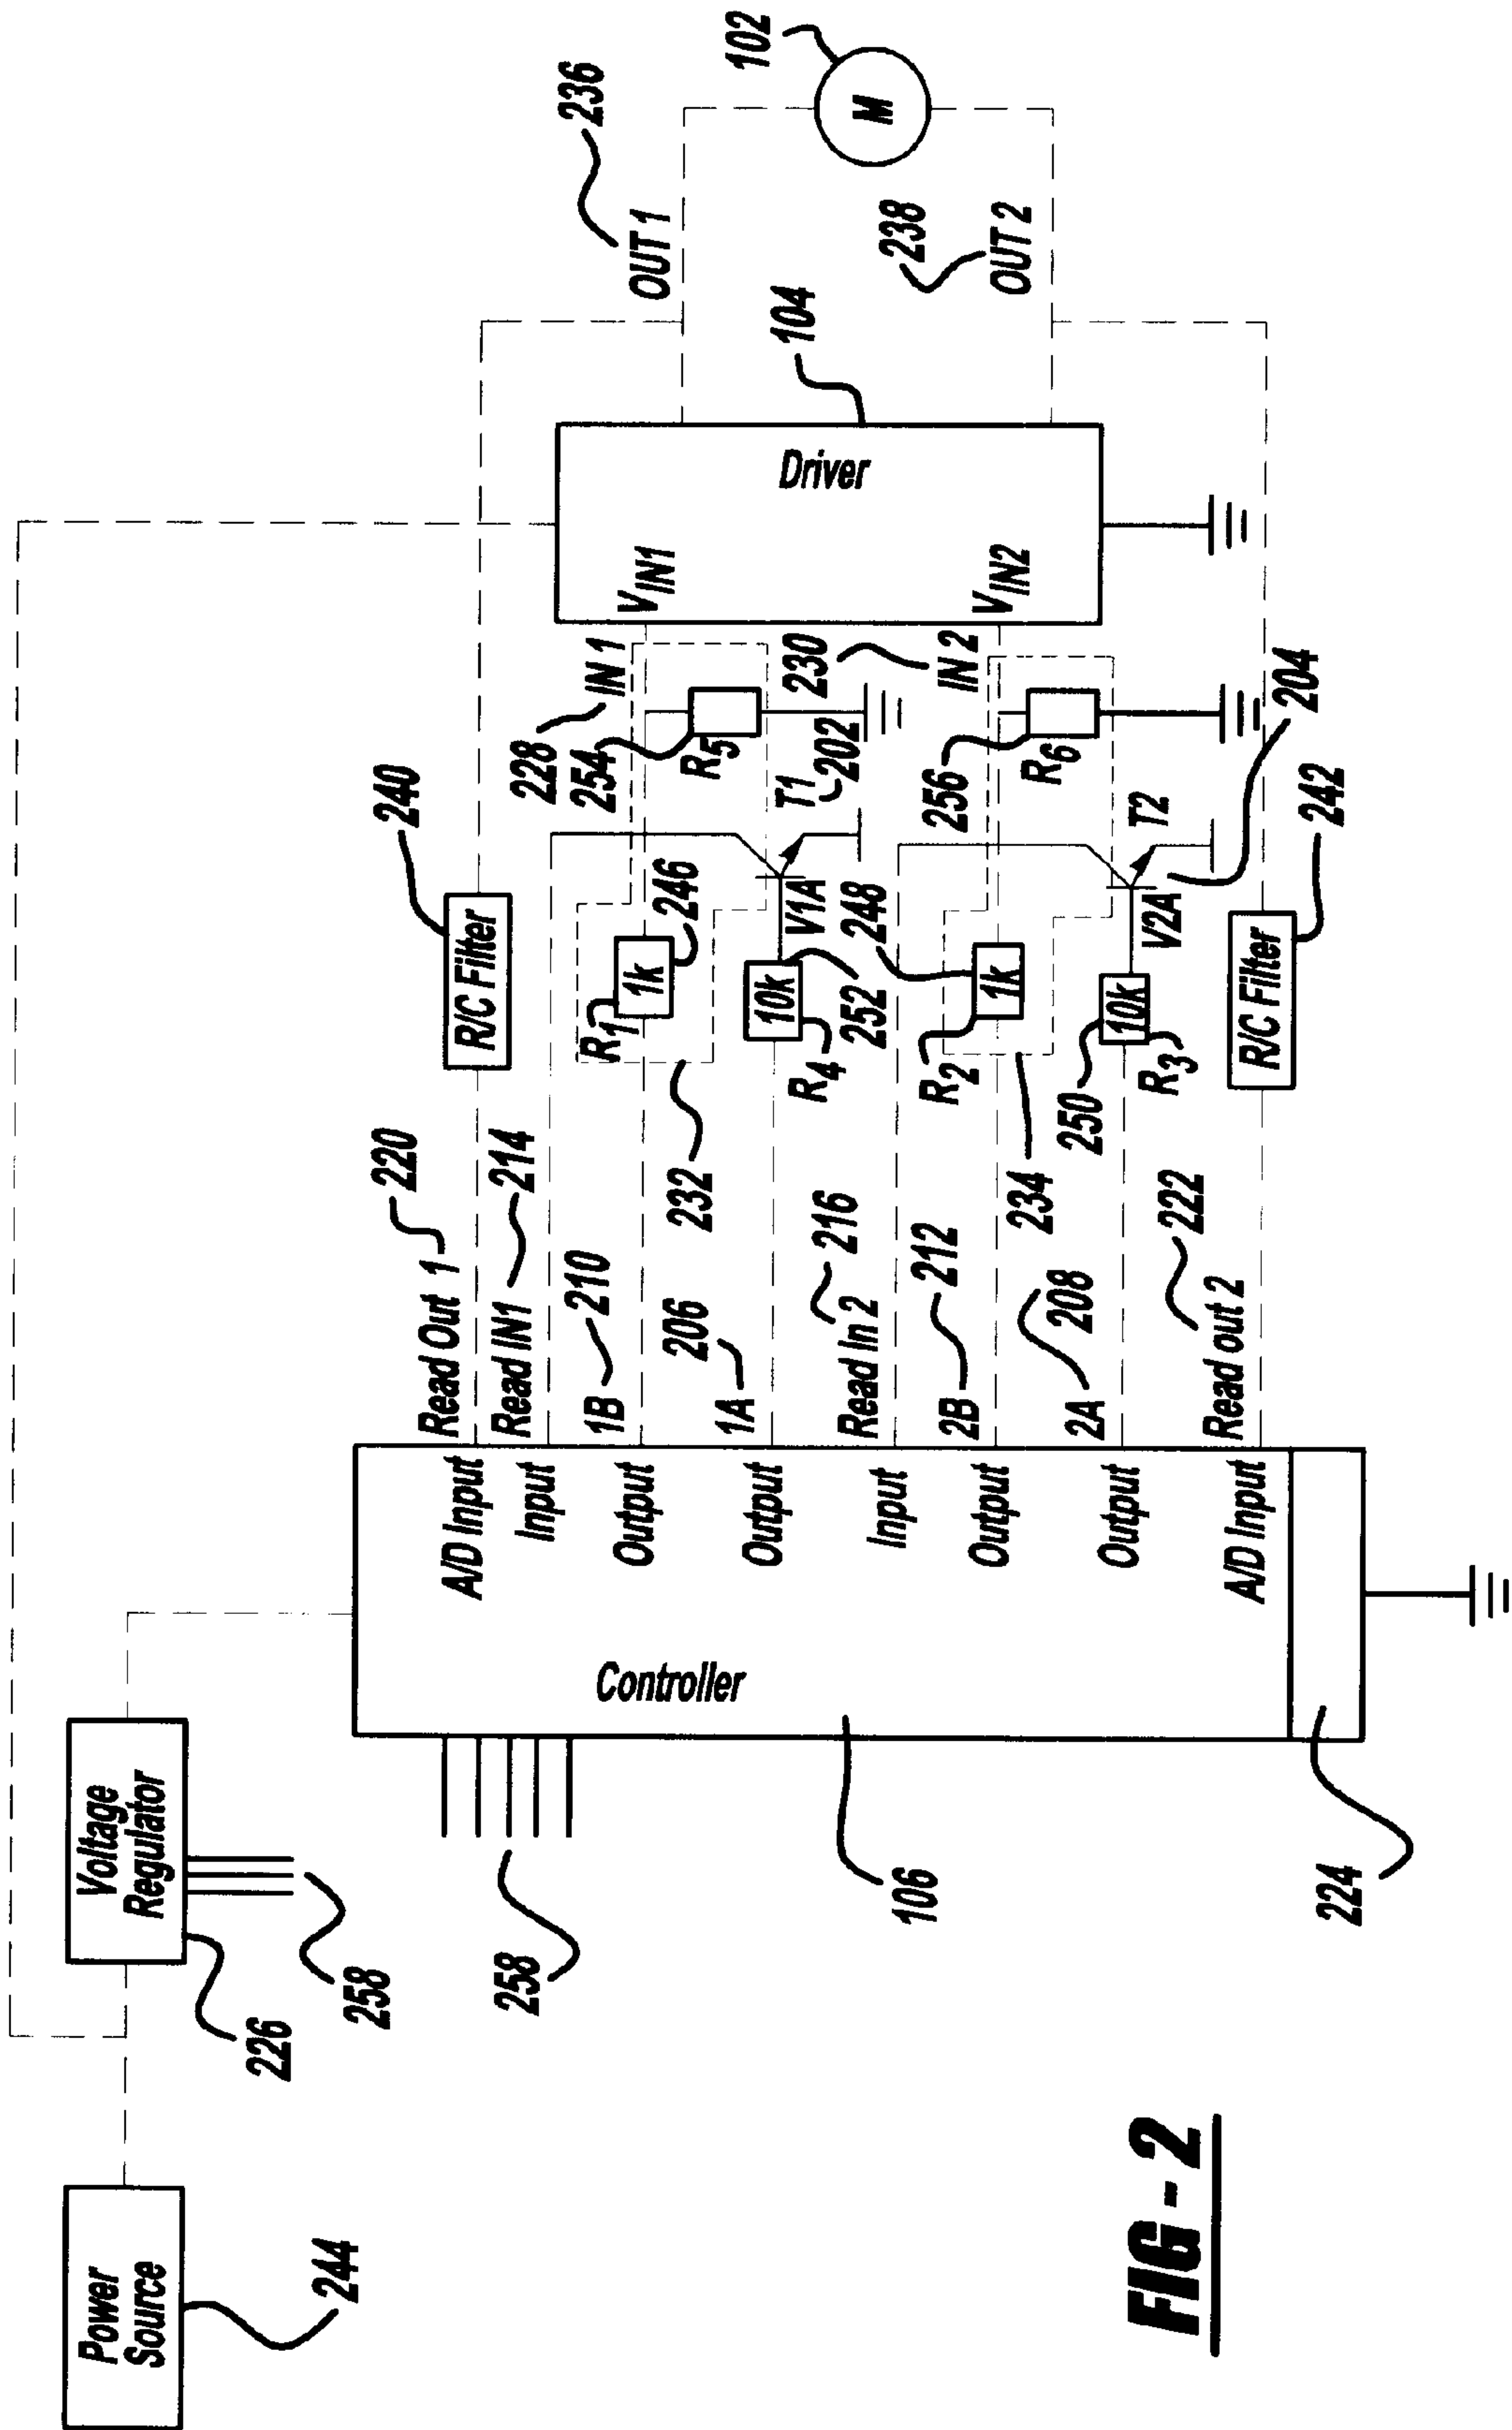 Power
Source
244
Voltage
Regulator
226
258
258
Controller
106
224
A/D Input
Input
Output
Output
Input
Output
Output
A/D Input
Read Out 1
220
Read IN1
214
1B
210
1A
206
Read In 2
216
2B
212
2A
208
Read out 2
222
R/C Filter
240
R1
1k
246
232
R4
10k
252
V1A
T1
202
R2
1k
248
234
R3
10k
250
V2A
T2
204
R/C Filter
242
228
IN 1
254
R5
230
IN 2
256
R6
VIN1
VIN2
Driver
104
OUT 1
236
OUT 2
238
M
102
FIG - 2